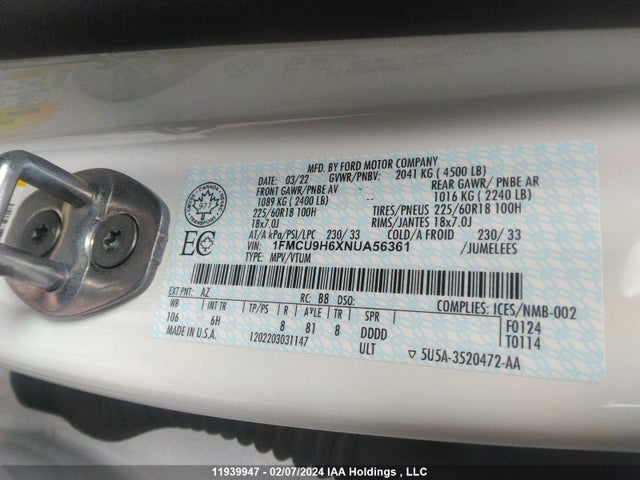 MFD. BY FORD MOTOR COMPANY
DATE: 03/22 GVWR/PNBV: 2041 KG ( 4500 LB)
FRONT GAWR/PNBE AV REAR GAWR/ PNBE AR
1089 KG ( 2400 LB) 1016 KG ( 2240 LB)
225/60R18 100H TIRES/PNEUS 225/60R18 100H
18x7.0J RIMS/JANTES 18x7.0J
AT/A kPa/PSI/LPC 230/ 33 COLD/A FROID 230/ 33
VIN: 1FMCU9H6XNUA56361 /JUMELEES
TYPE: MPV/VTUM
EC
CANADA
EXT PNT: AZ RC: B8 DSO: COMPLIES: ICES/NMB-002
WB INT TR TP/PS R AXLE TR SPR F0124
106 6H 8 81 8 DDDD T0114
MADE IN U.S.A. 1202203031147 ULT ▽ 5U5A-3520472-AA
11939947 - 02/07/2024 IAA Holdings , LLC